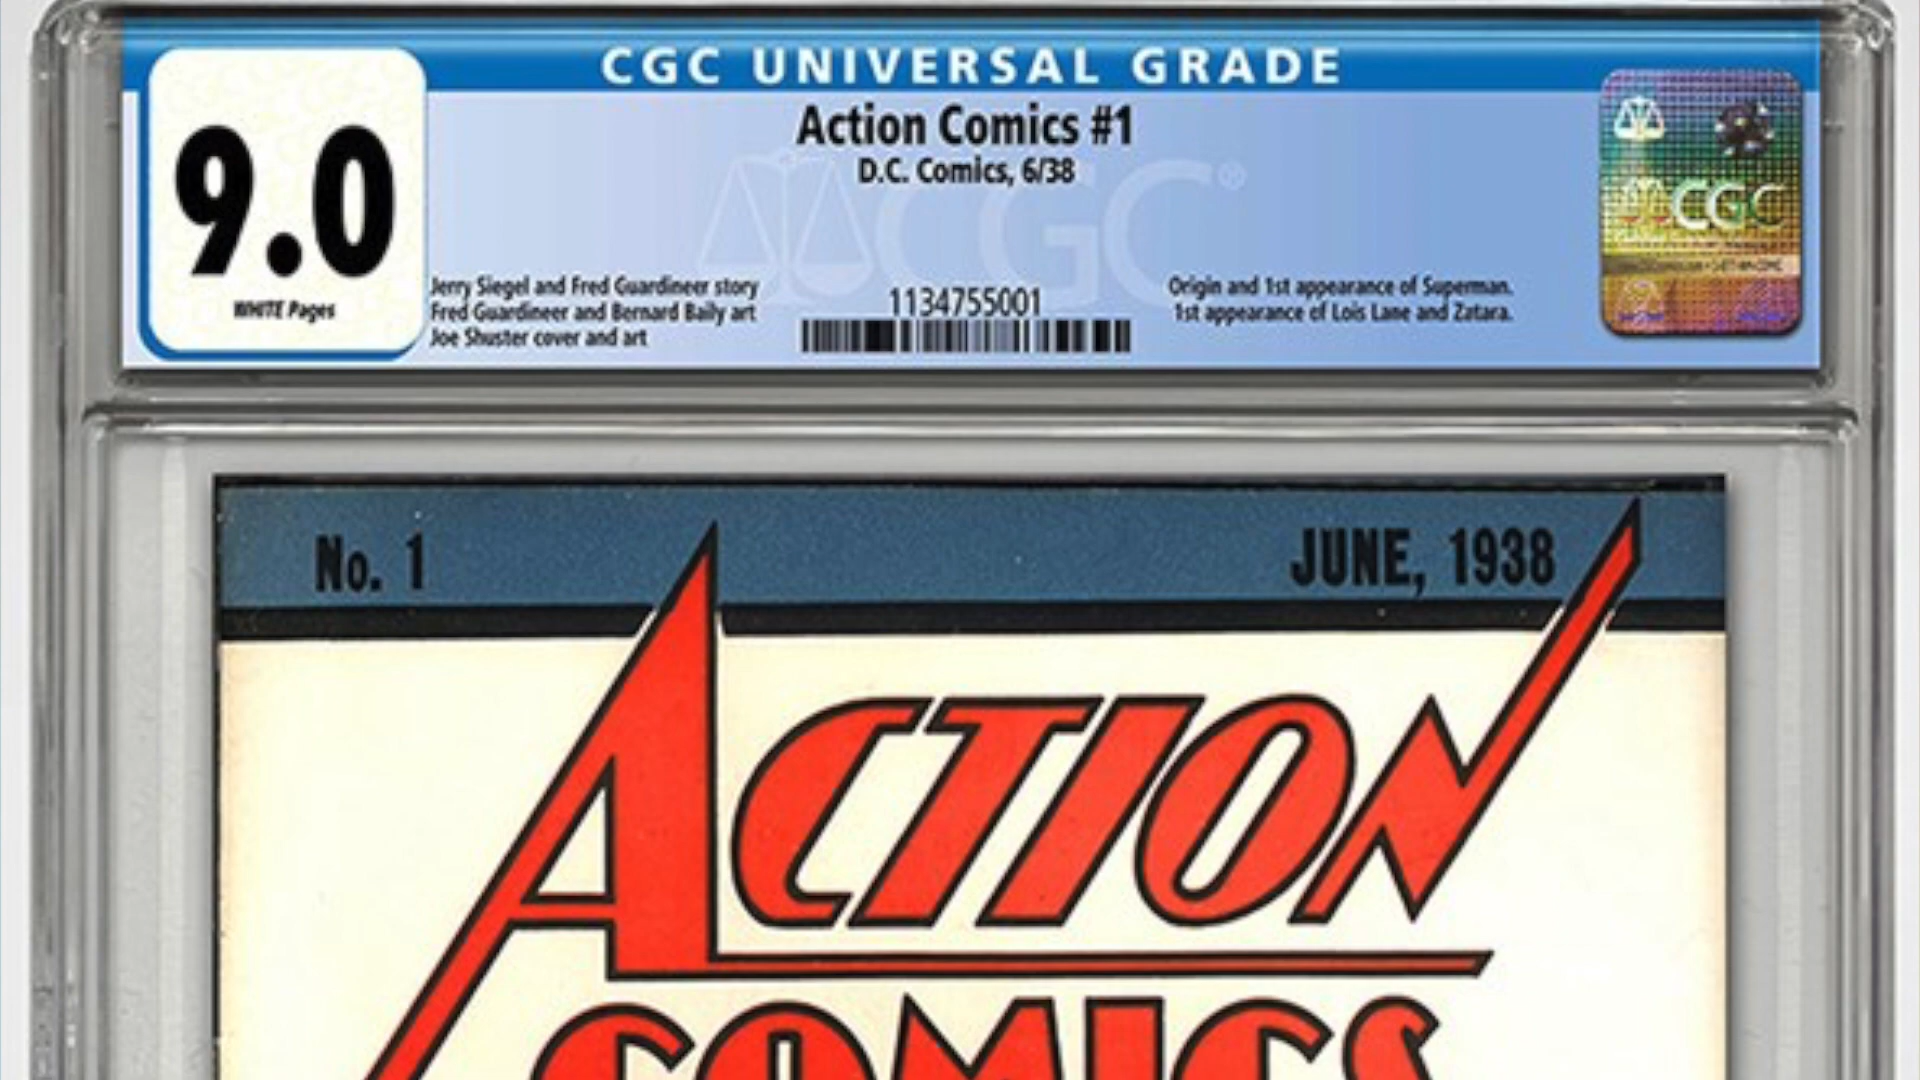 CGC UNIVERSAL GRADE
9.0
WHITE Pages
Action Comics #1
D.C. Comics, 6/38
CGC®
Jerry Siegel and Fred Guardineer story
Fred Guardineer and Bernard Baily art
Joe Shuster cover and art
1134755001
Origin and 1st appearance of Superman.
1st appearance of Lois Lane and Zatara.
CGC
No. 1
JUNE, 1938
ACTION
COMICS